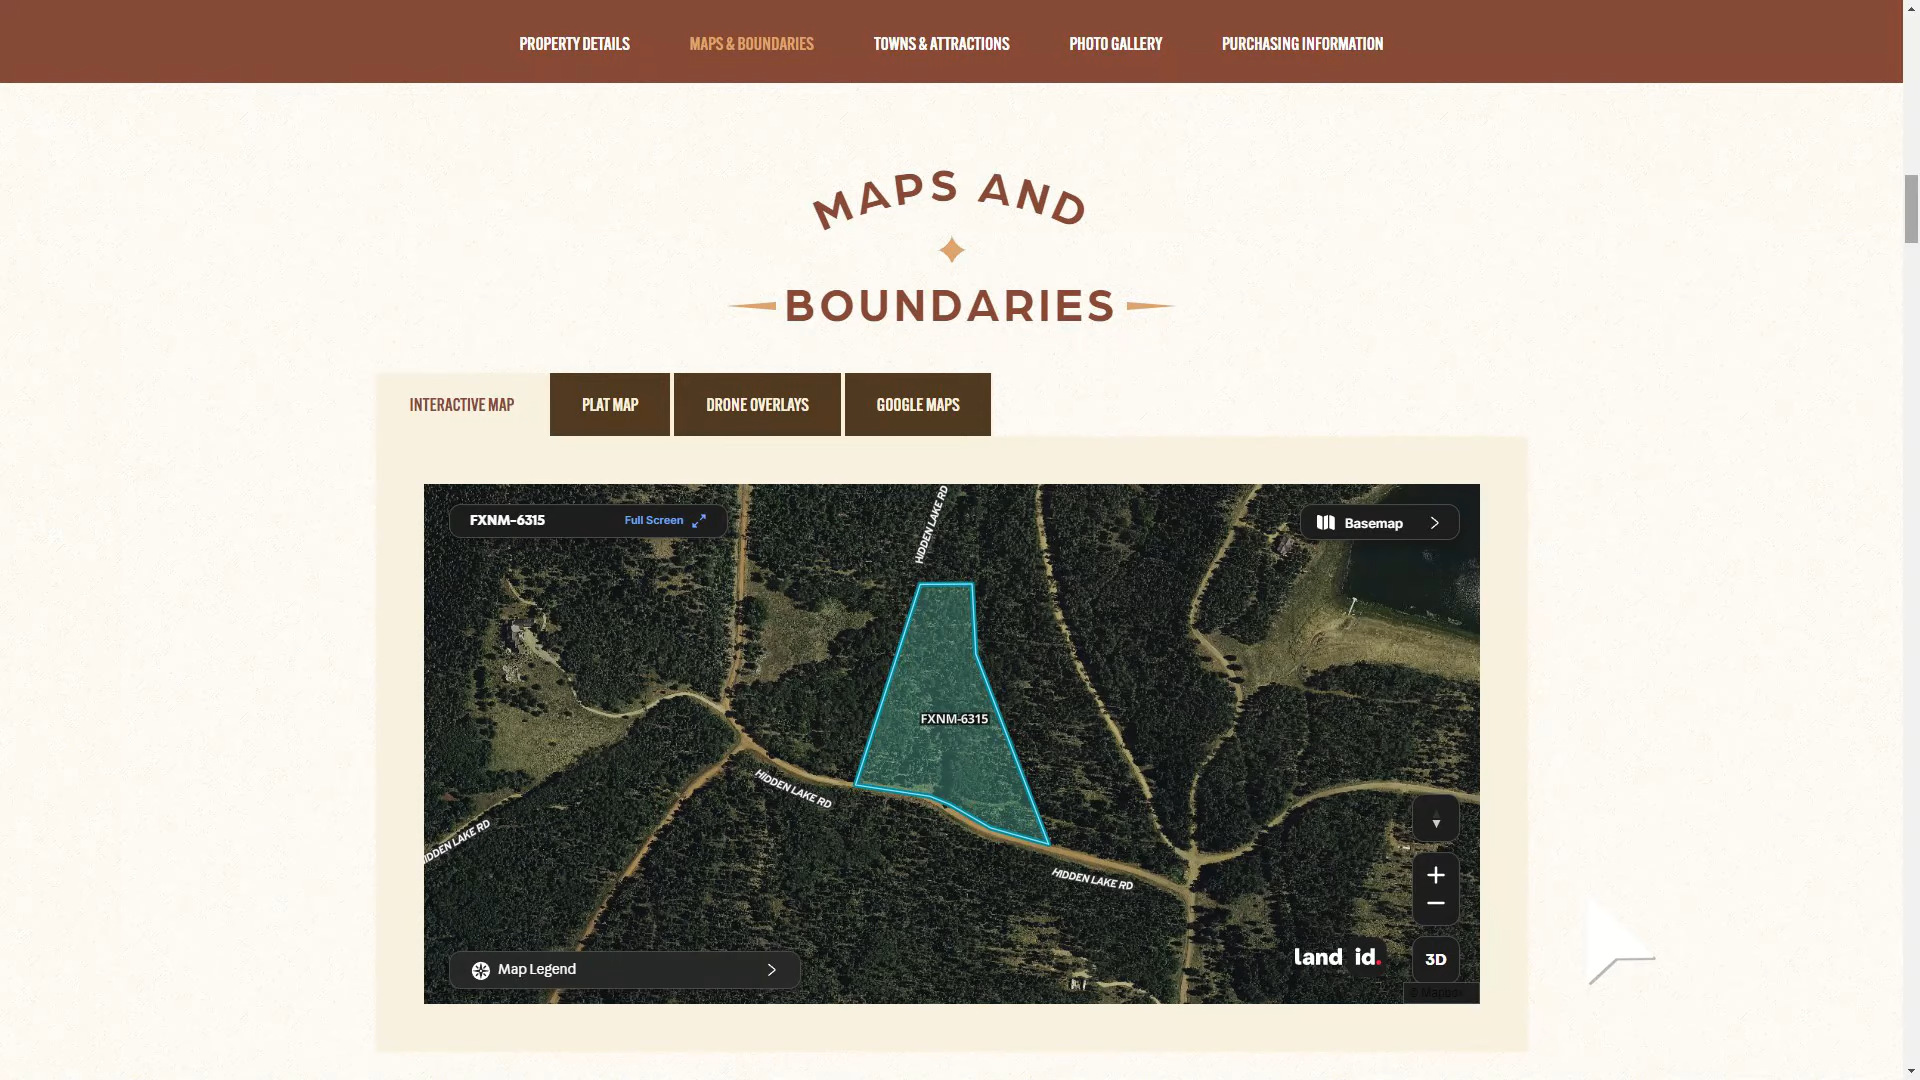 PROPERTY DETAILS MAPS & BOUNDARIES TOWNS & ATTRACTIONS PHOTO GALLERY PURCHASING INFORMATION
MAPS AND
BOUNDARIES
INTERACTIVE MAP PLAT MAP DRONE OVERLAYS GOOGLE MAPS
FXNM-6315 Full Screen
HIDDEN LAKE RD
Basemap
FXNM-6315
HIDDEN LAKE RD
HIDDEN LAKE RD
HIDDEN LAKE RD
Map Legend
land id.
3D